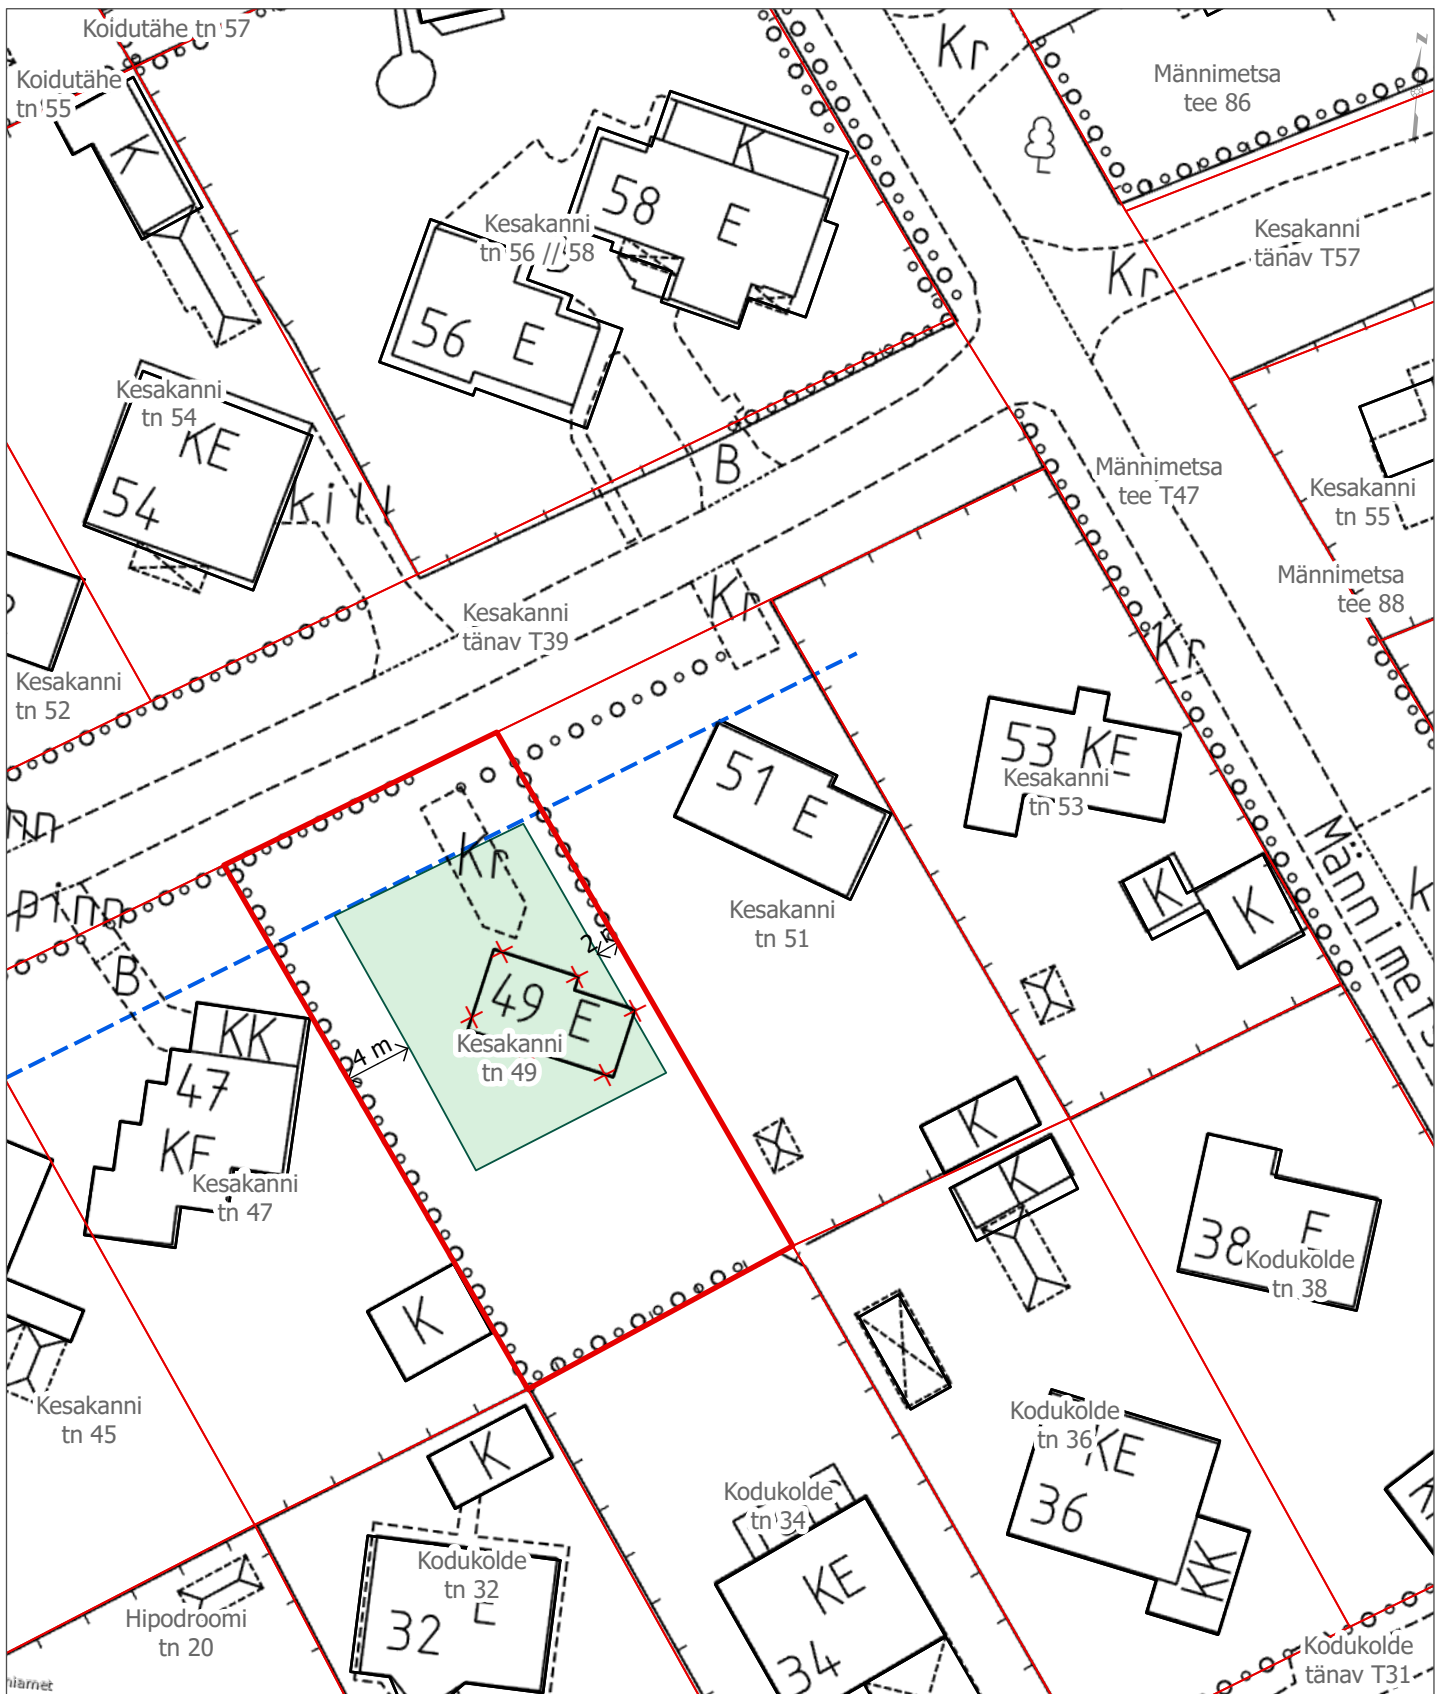 Koidutähe tn 57
Koidutähe
tn 55
K
Kr
Männimetsa
tee 86
K
58 E
Kesakanni
tn 56 // 58
56 E
Kesakanni
tänav T57
Kr
Kesakanni
tn 54
KE
54
kill
B
Männimetsa
tee T47
Kesakanni
tn 55
Männimetsa
tee 88
Kesakanni
tänav T39
Kr
Kr
Kesakanni
tn 52
53 KE
Kesakanni
tn 53
51 E
Kesakanni
tn 51
Kr
pinn
B
K
K
49 E
Kesakanni
tn 49
4 m
KK
47
Kesakanni
tn 47
K
K
K
38
Kodukolde
tn 38
Kesakanni
tn 45
Kodukolde
tn 36
KE
36
KK
K
Kodukolde
tn 34
KE
34
Kodukolde
tn 32
32
Hipodroomi
tn 20
Kodukolde
tänav T31